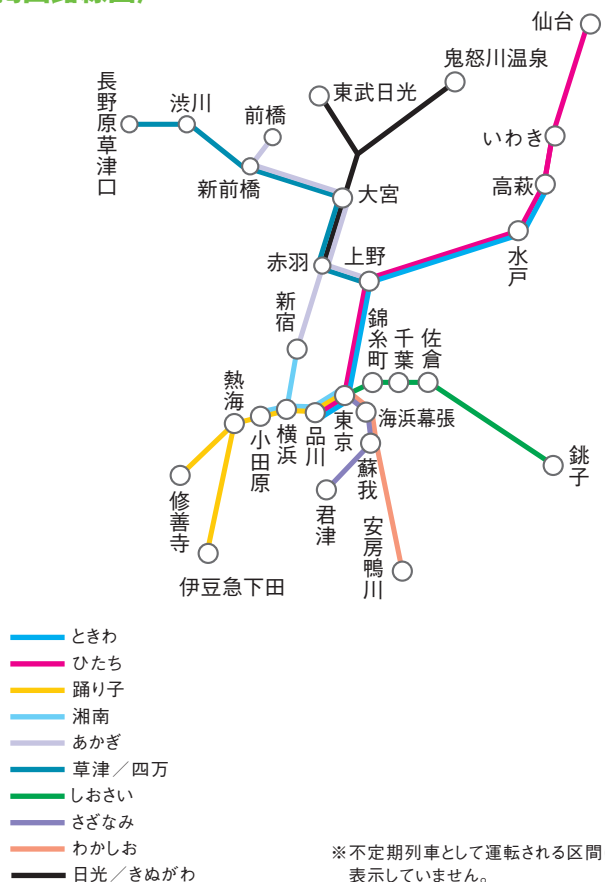 仙台
鬼怒川温泉
東武日光
長野原草津口
渋川
前橋
いわき
高萩
新前橋
大宮
水戸
赤羽
上野
新宿
錦糸町
千葉
佐倉
熱海
小田原
横浜
品川
東京
海浜幕張
蘇我
銚子
修善寺
君津
安房鴨川
伊豆急下田
ときわ
ひたち
踊り子
湘南
あかぎ
草津／四万
しおさい
さざなみ
わかしお
日光／きぬがわ
※不定期列車として運転される区間
表示していません。